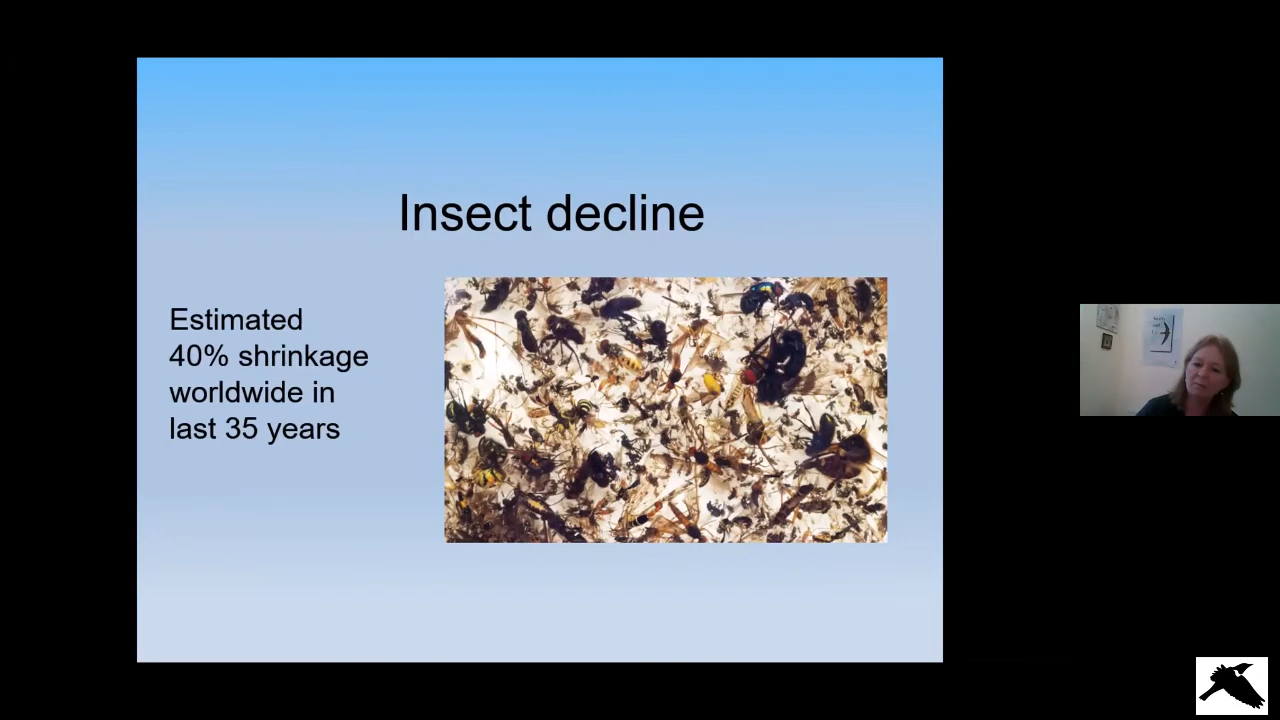 Insect decline
Estimated
40% shrinkage
worldwide in
last 35 years